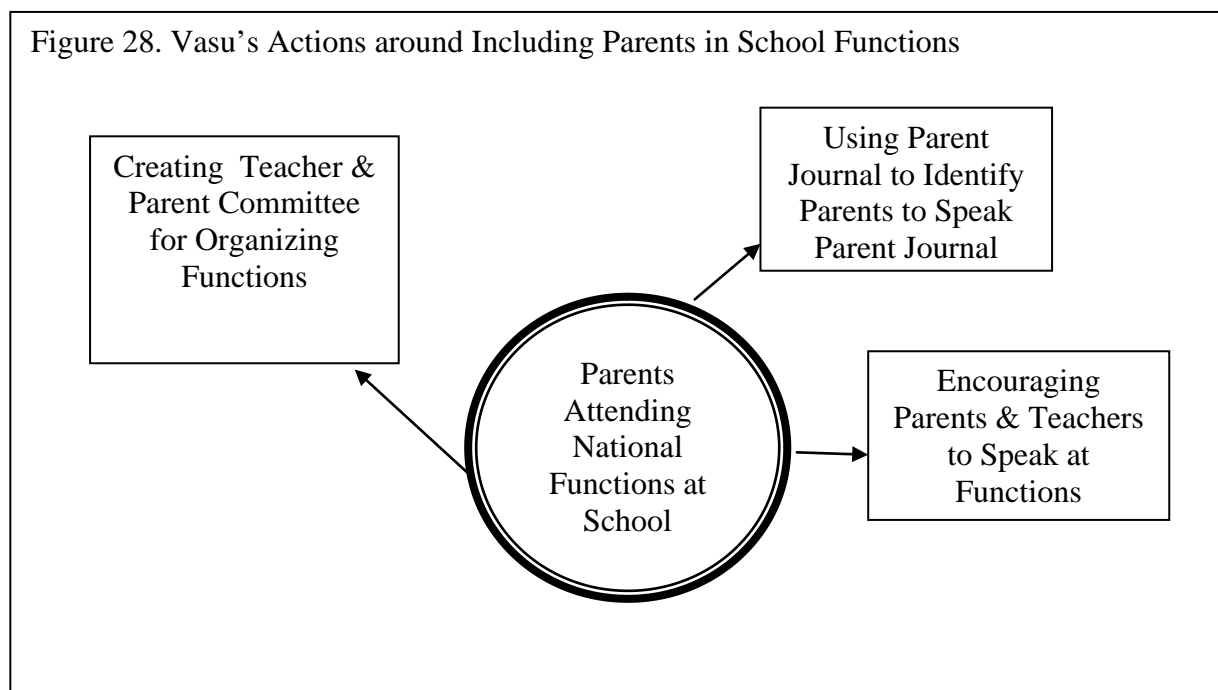 Figure 28. Vasu's Actions around Including Parents in School Functions
Creating Teacher &
Parent Committee
for Organizing
Functions
Using Parent
Journal to Identify
Parents to Speak
Parent Journal
Parents
Attending
National
Functions at
School
Encouraging
Parents & Teachers
to Speak at
Functions